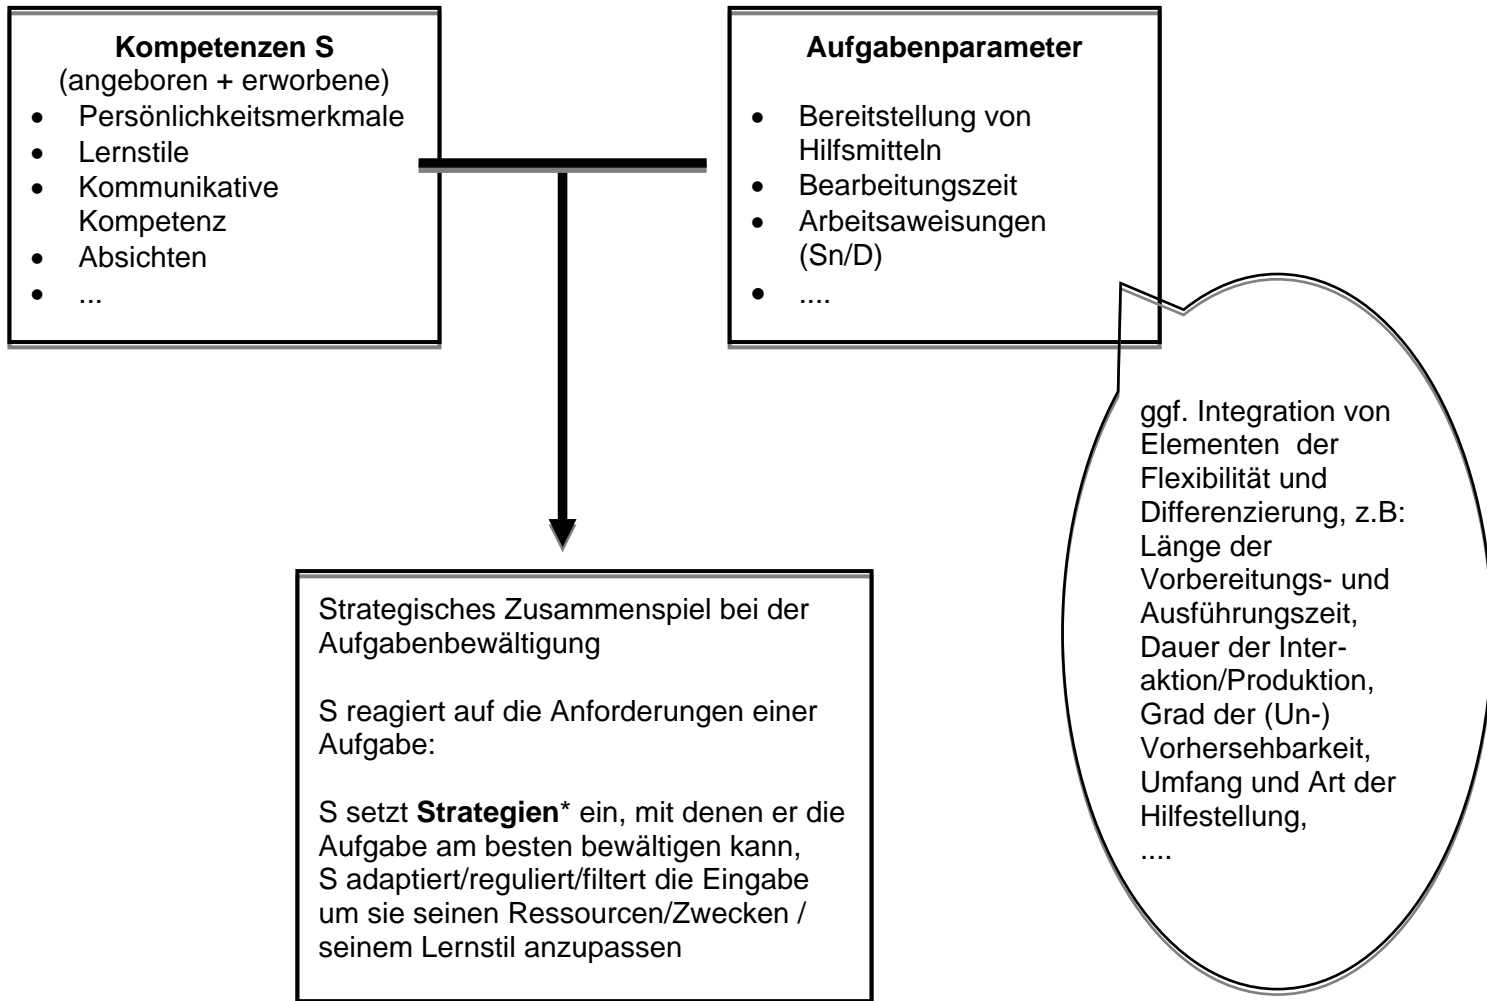 Kompetenzen S
(angeboren + erworbene)
• Persönlichkeitsmerkmale
• Lernstile
• Kommunikative
Kompetenz
• Absichten
• ...
Aufgabenparameter
• Bereitstellung von
Hilfsmitteln
• Bearbeitungszeit
• Arbeitsaweisungen
(Sn/D)
• ....
ggf. Integration von
Elementen der
Flexibilität und
Differenzierung, z.B:
Länge der
Vorbereitungs- und
Ausführungszeit,
Dauer der Inter-
aktion/Produktion,
Grad der (Un-)
Vorhersehbarkeit,
Umfang und Art der
Hilfestellung,
....
Strategisches Zusammenspiel bei der
Aufgabenbewältigung
S reagiert auf die Anforderungen einer
Aufgabe:
S setzt Strategien* ein, mit denen er die
Aufgabe am besten bewältigen kann,
S adaptiert/reguliert/filtert die Eingabe
um sie seinen Ressourcen/Zwecken /
seinem Lernstil anzupassen